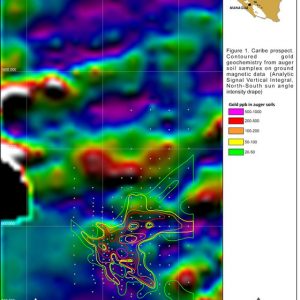 MANAGUA
Figure 1. Caribe prospect.
Contoured gold
geochemistry from auger
soil samples on ground
magnetic data (Analytic
Signal Vertical Integral,
North-South sun angle
intensity drape)
Gold ppb in auger soils
500-1000
200-500
100-200
50-100
20-50